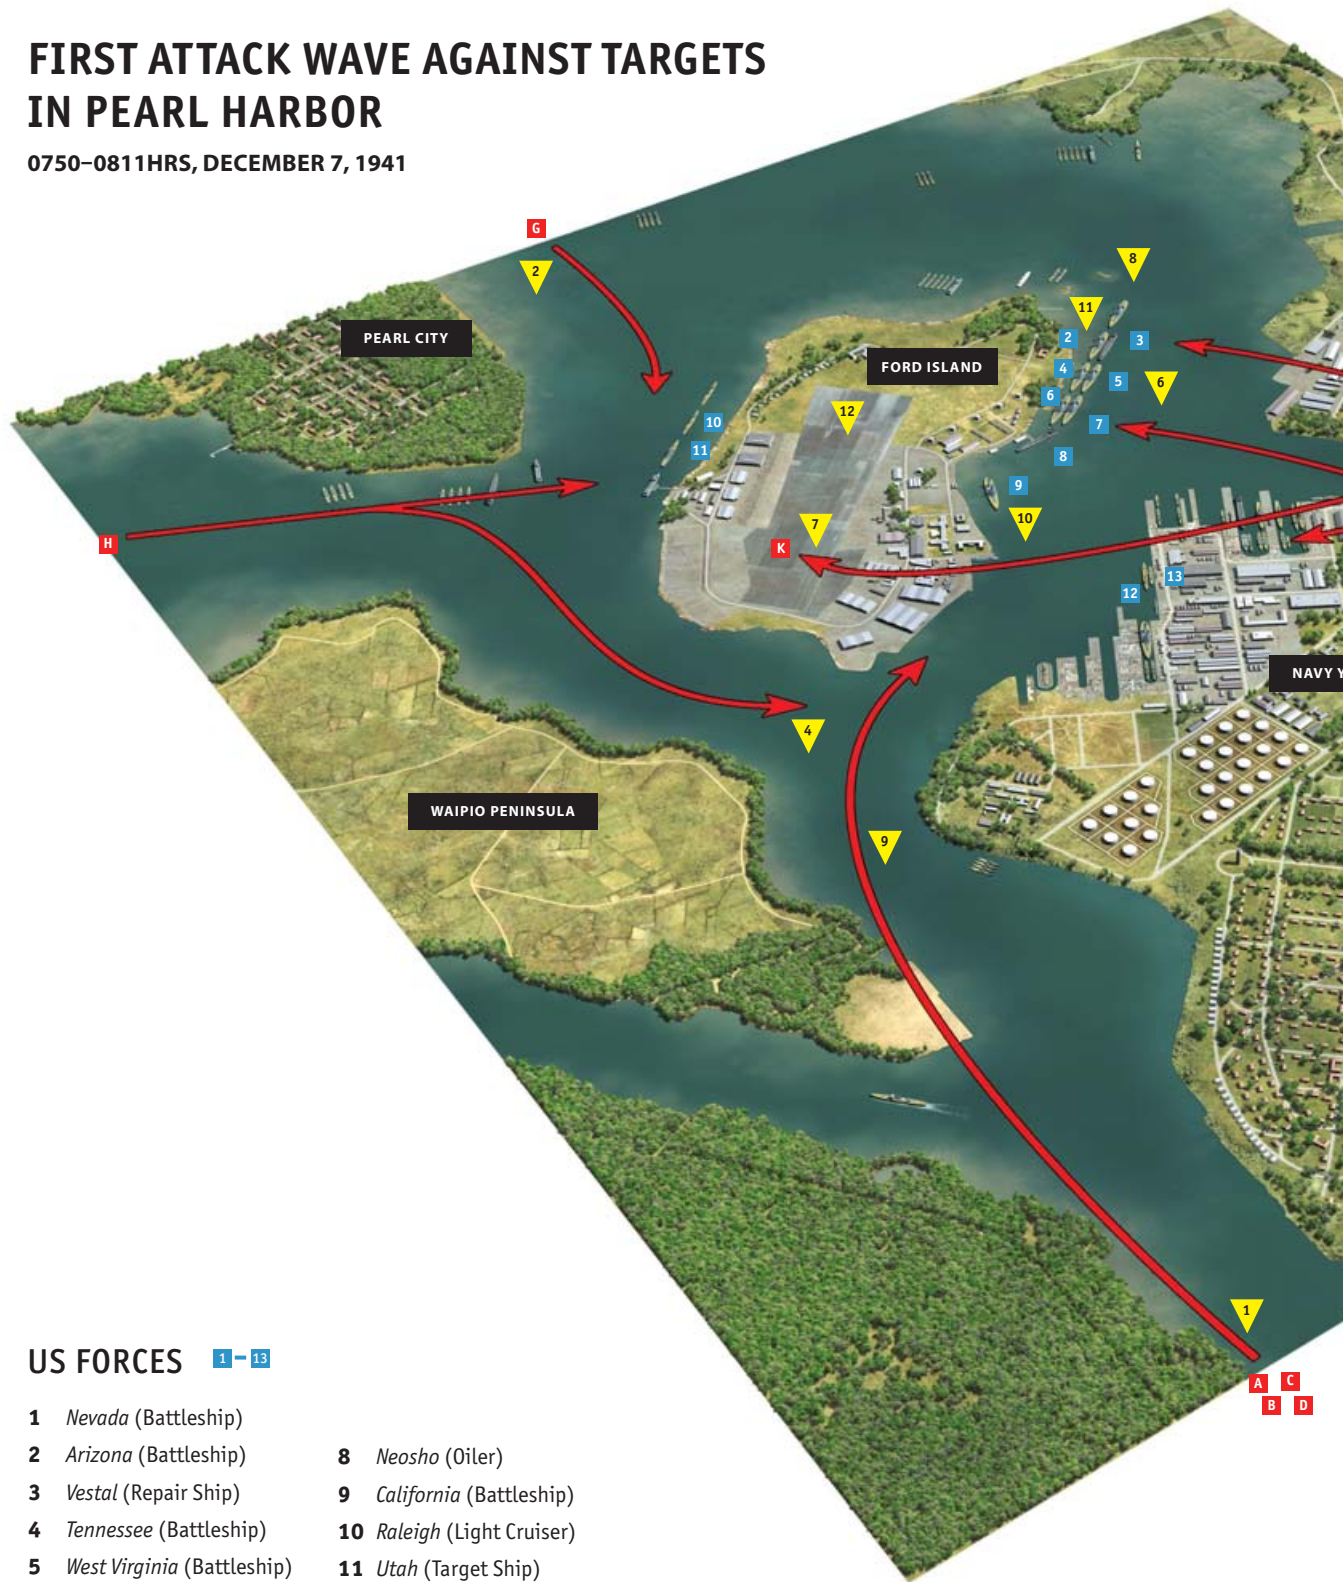 FIRST ATTACK WAVE AGAINST TARGETS
IN PEARL HARBOR
0750–0811HRS, DECEMBER 7, 1941
G
2
8
11
PEARL CITY
2
3
FORD ISLAND
4
5
6
6
12
10
7
11
8
9
10
7
H
K
13
12
NAVY Y
4
WAIPIO PENINSULA
9
1
A
C
B
D
US FORCES 1 – 13
1 Nevada (Battleship)
2 Arizona (Battleship)
3 Vestal (Repair Ship)
4 Tennessee (Battleship)
5 West Virginia (Battleship)
8 Neosho (Oiler)
9 California (Battleship)
10 Raleigh (Light Cruiser)
11 Utah (Target Ship)